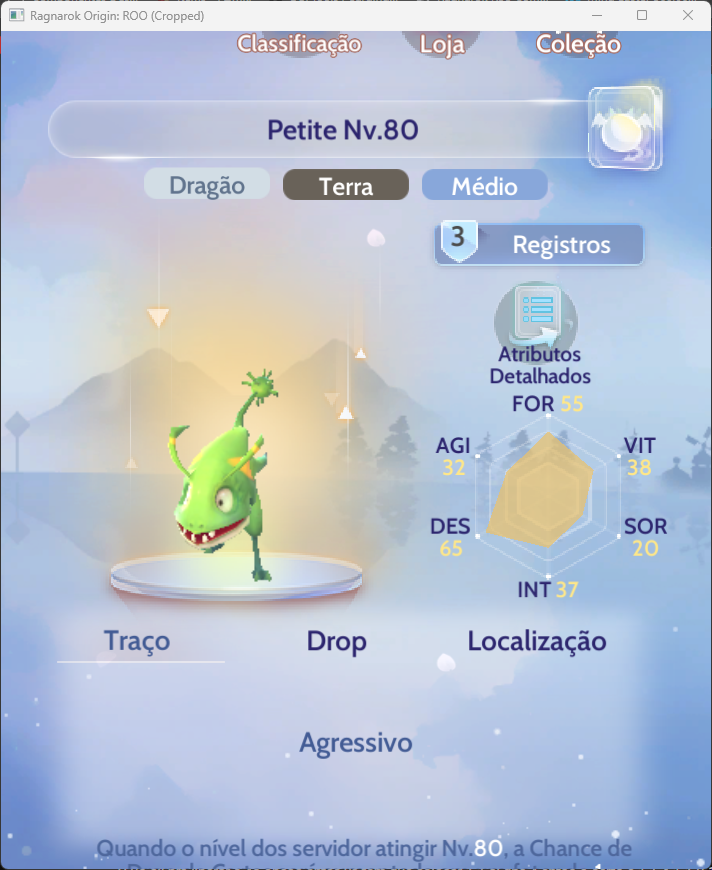 Ragnarok Origin: ROO (Cropped)
Classificação Loja Coleção
Petite Nv.80
Dragão Terra Médio
3 Registros
Atributos
Detalhados
FOR 55
AGI VIT
32 38
DES SOR
65 20
INT 37
Traço Drop Localização
Agressivo
Quando o nível dos servidor atingir Nv.80, a Chance de